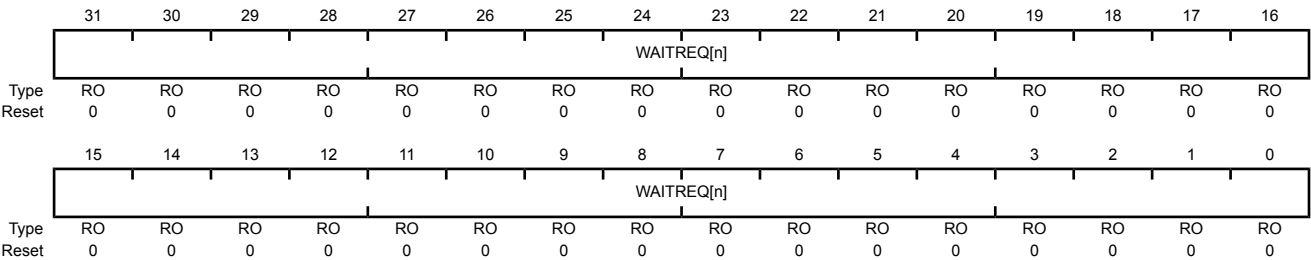 31 30 29 28 27 26 25 24 23 22 21 20 19 18 17 16
WAITREQ[n]
Type RO RO RO RO RO RO RO RO RO RO RO RO RO RO RO RO
Reset 0 0 0 0 0 0 0 0 0 0 0 0 0 0 0 0
15 14 13 12 11 10 9 8 7 6 5 4 3 2 1 0
WAITREQ[n]
Type RO RO RO RO RO RO RO RO RO RO RO RO RO RO RO RO
Reset 0 0 0 0 0 0 0 0 0 0 0 0 0 0 0 0